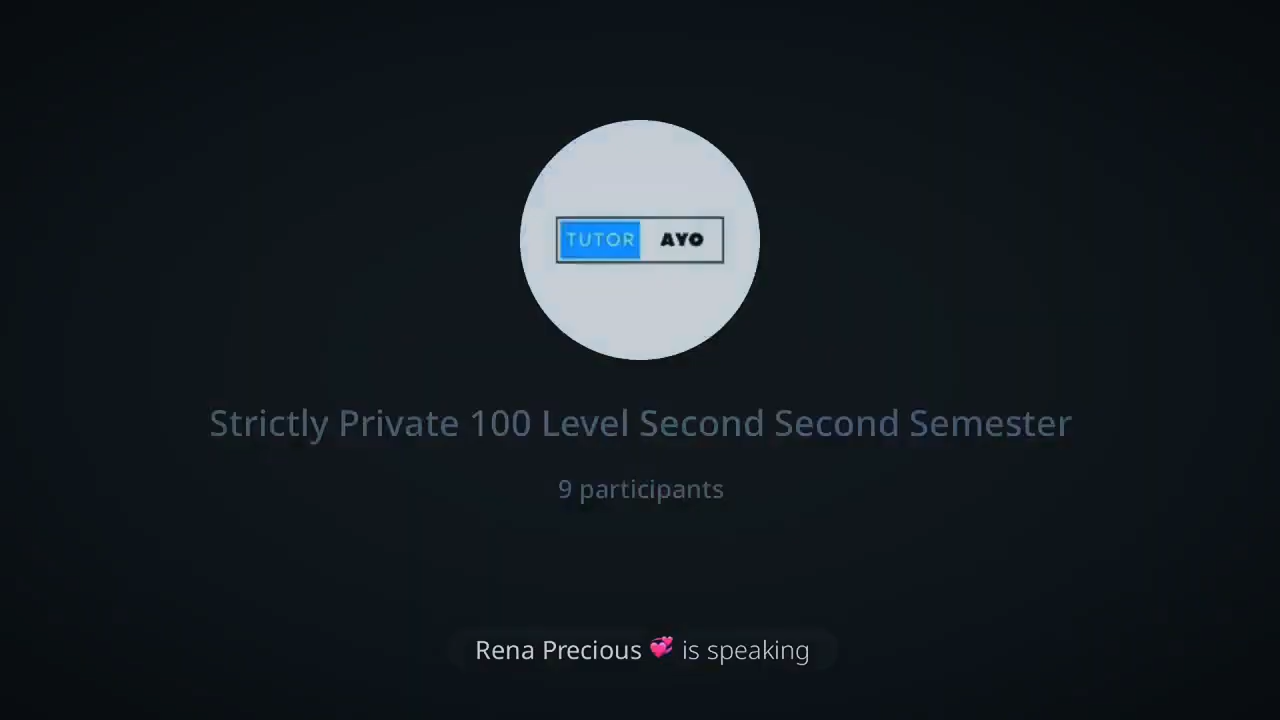 TUTOR AYO
Strictly Private 100 Level Second Second Semester
9 participants
Rena Precious 💞 is speaking